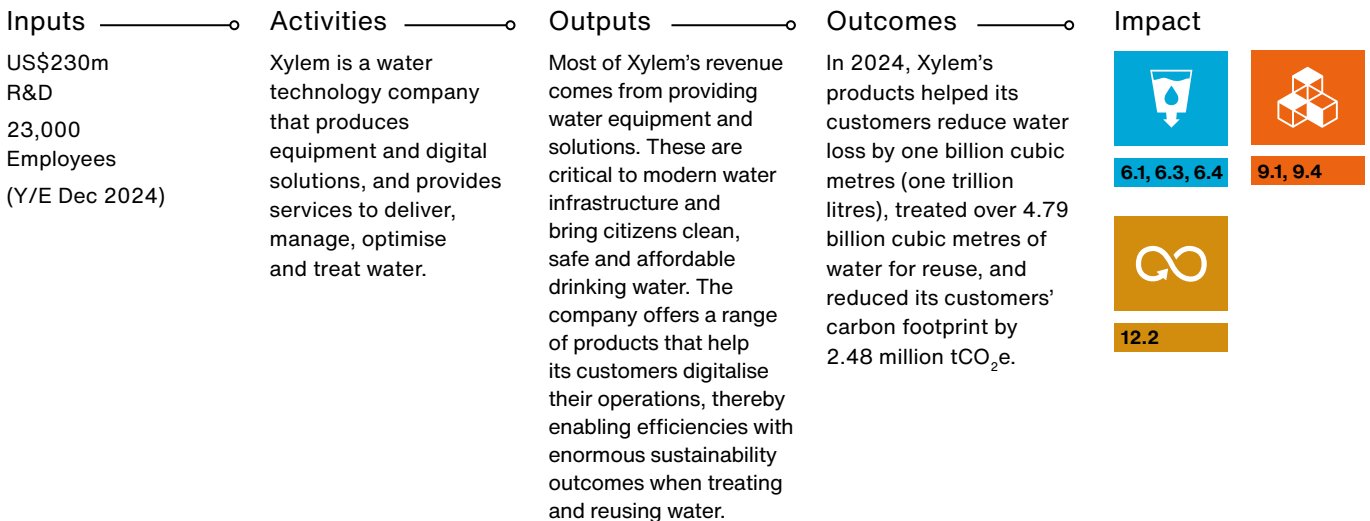 Inputs
US$230m
R&D
23,000
Employees
(Y/E Dec 2024)
Activities
Xylem is a water
technology company
that produces
equipment and digital
solutions, and provides
services to deliver,
manage, optimise
and treat water.
Outputs
Most of Xylem’s revenue
comes from providing
water equipment and
solutions. These are
critical to modern water
infrastructure and
bring citizens clean,
safe and affordable
drinking water. The
company offers a range
of products that help
its customers digitalise
their operations, thereby
enabling efficiencies with
enormous sustainability
outcomes when treating
and reusing water.
Outcomes
In 2024, Xylem’s
products helped its
customers reduce water
loss by one billion cubic
metres (one trillion
litres), treated over 4.79
billion cubic metres of
water for reuse, and
reduced its customers’
carbon footprint by
2.48 million tCO₂e.
Impact
6.1, 6.3, 6.4
9.1, 9.4
12.2